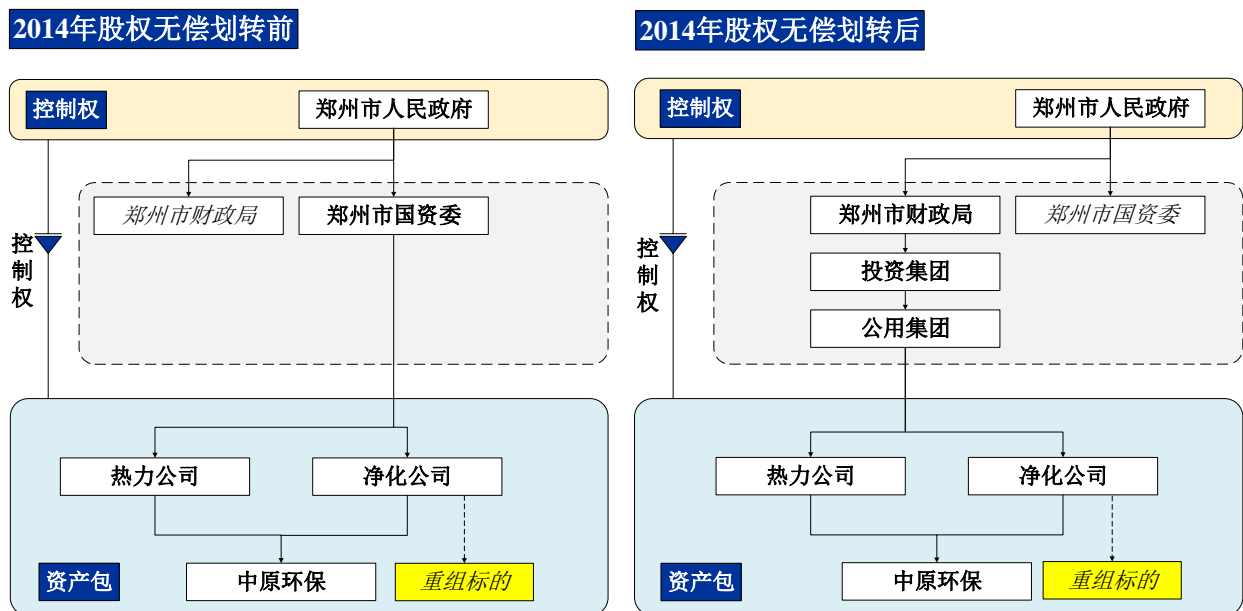 2014年股权无偿划转前
控制权
郑州市人民政府
郑州市财政局
郑州市国资委
控制权
热力公司
净化公司
资产包
中原环保
重组标的
2014年股权无偿划转后
控制权
郑州市人民政府
郑州市财政局
郑州市国资委
投资集团
控制权
公用集团
热力公司
净化公司
资产包
中原环保
重组标的